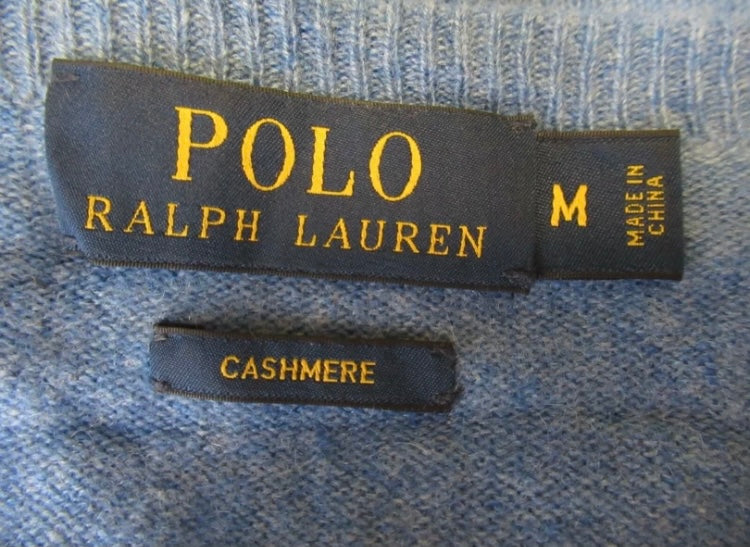 POLO
RALPH LAUREN
M
MADE IN
CHINA
CASHMERE